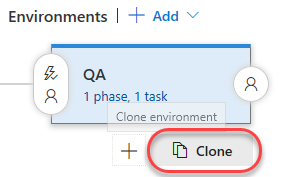 Environments | + Add
QA
1 phase, 1 task
Clone environment
+ Clone